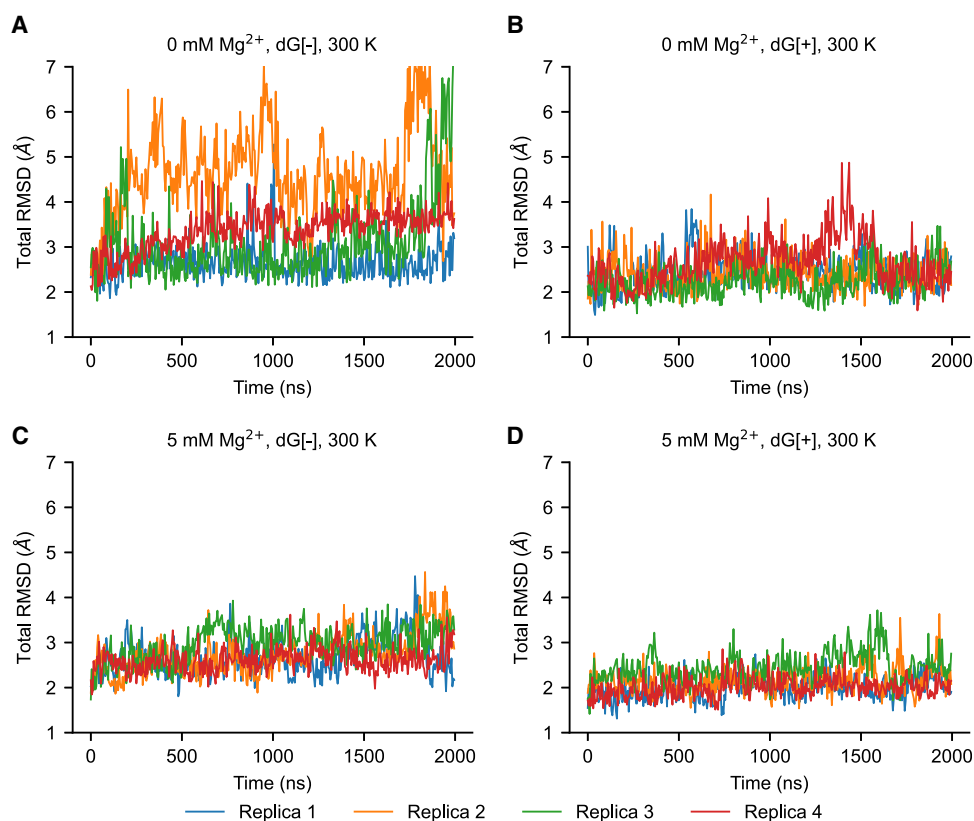 A
0 mM Mg²⁺, dG[-], 300 K
Total RMSD (Å)
7
6
5
4
3
2
1
0 500 1000 1500 2000
Time (ns)
B
0 mM Mg²⁺, dG[+], 300 K
Total RMSD (Å)
7
6
5
4
3
2
1
0 500 1000 1500 2000
Time (ns)
C
5 mM Mg²⁺, dG[-], 300 K
Total RMSD (Å)
7
6
5
4
3
2
1
0 500 1000 1500 2000
Time (ns)
D
5 mM Mg²⁺, dG[+], 300 K
Total RMSD (Å)
7
6
5
4
3
2
1
0 500 1000 1500 2000
Time (ns)
Replica 1 Replica 2 Replica 3 Replica 4